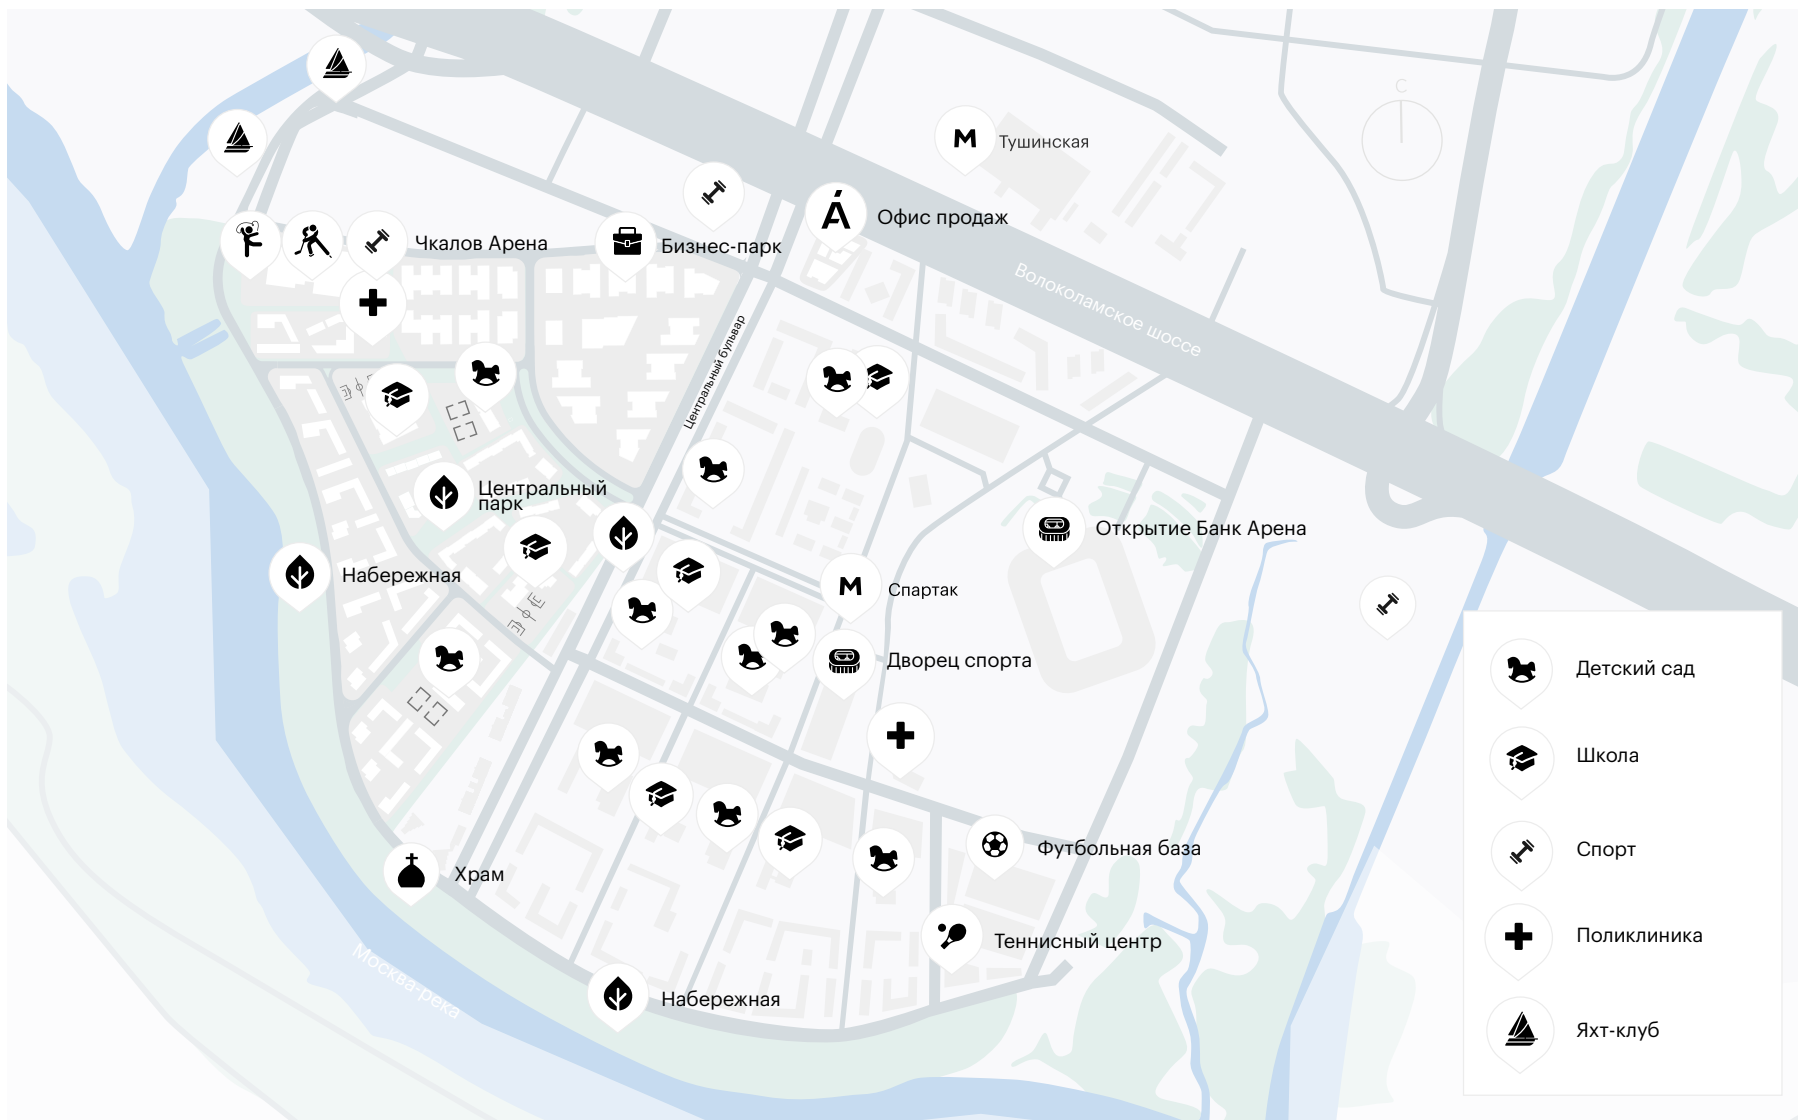 С
М Тушинская
Á Офис продаж
Чкалов Арена
Бизнес-парк
Волоколамское шоссе
Центральный бульвар
Центральный
парк
Открытие Банк Арена
Набережная
М Спартак
Дворец спорта
Футбольная база
Храм
Теннисный центр
Москва-река
Набережная
Детский сад
Школа
Спорт
Поликлиника
Яхт-клуб